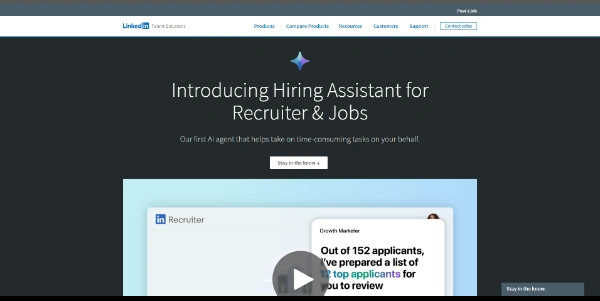 Post a job
LinkedIn Talent Solutions
Products
Compare Products
Resources
Customers
Support
Contact sales
Introducing Hiring Assistant for
Recruiter & Jobs
Our first AI agent that helps take on time-consuming tasks on your behalf.
Stay in the know ↓
in Recruiter
Growth Marketer
Out of 152 applicants,
I've prepared a list of
12 top applicants for
you to review
Stay in the know.